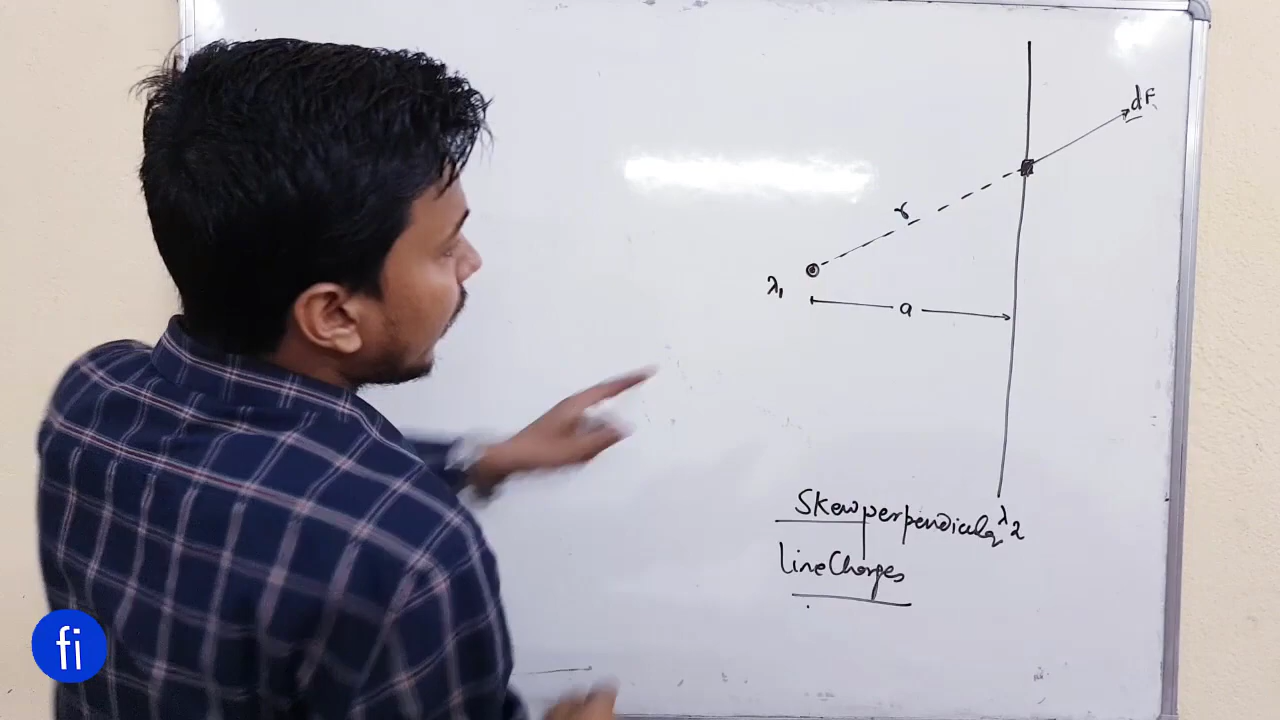 dF
r
λ₁
a
λ2
Skew perpendicular
line Charges
fi